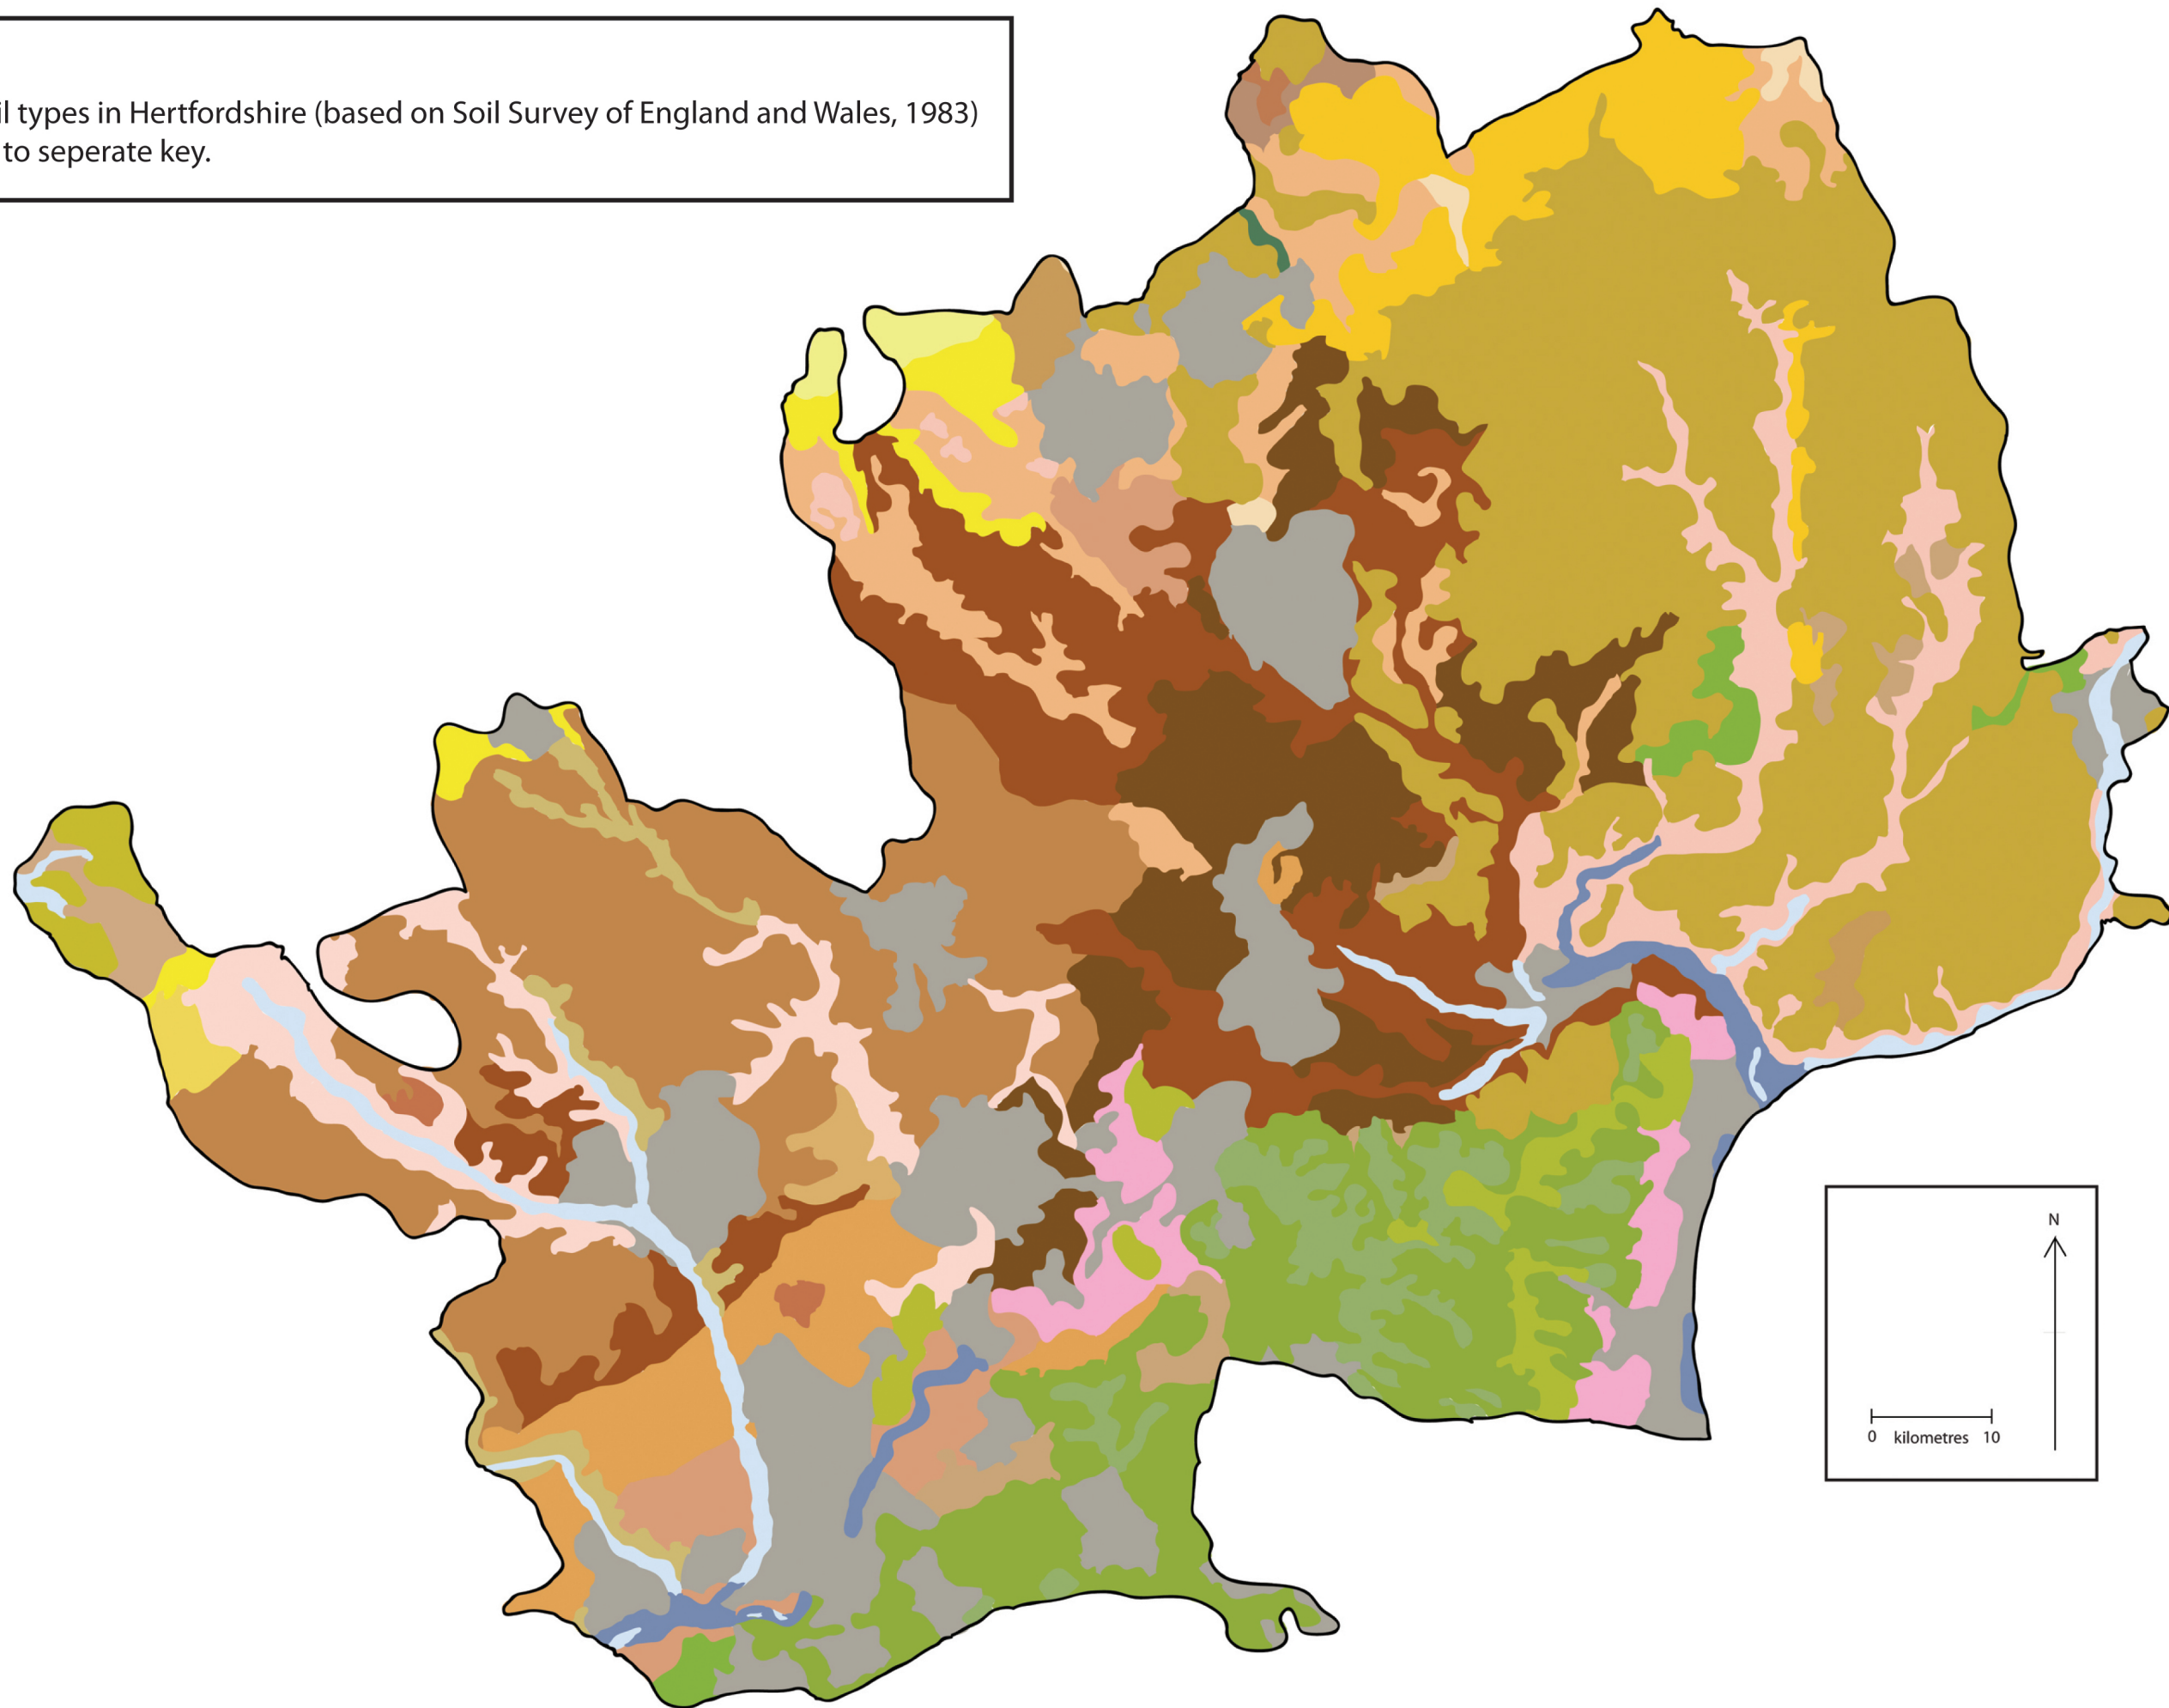 il types in Hertfordshire (based on Soil Survey of England and Wales, 1983)
to seperate key.
N
0 kilometres 10